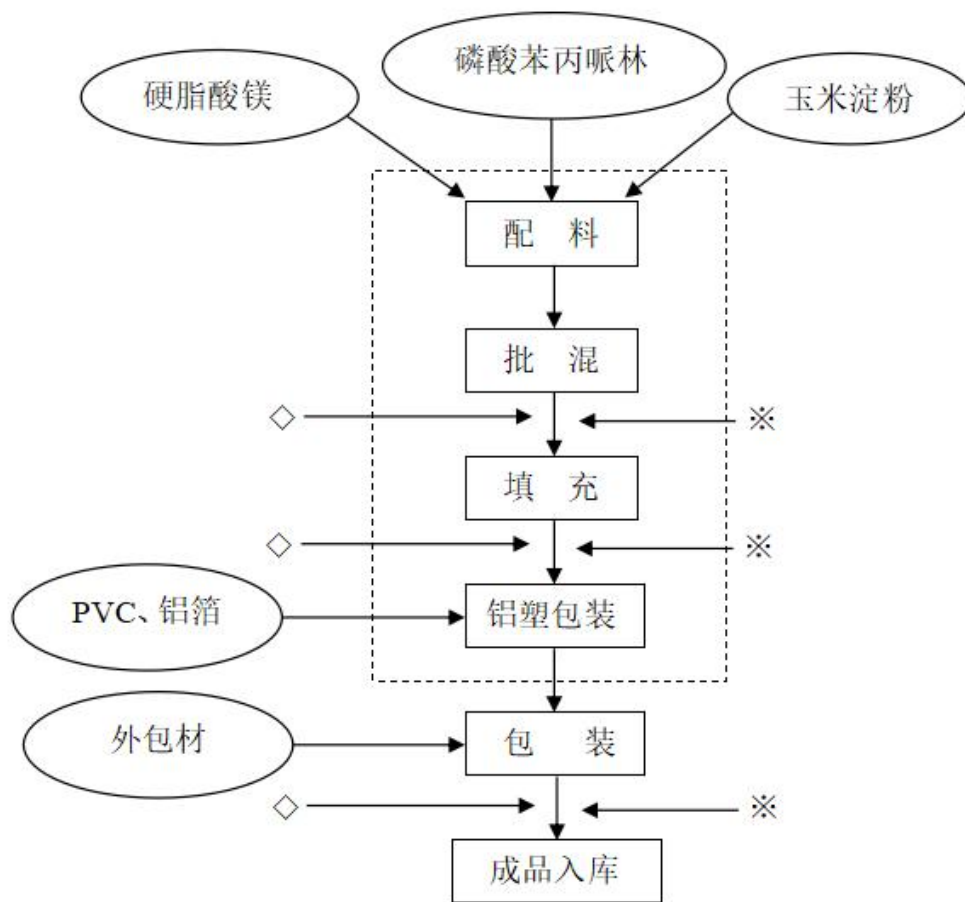 磷酸苯丙哌林
硬脂酸镁
玉米淀粉
配 料
批 混
◇ ※
填 充
◇ ※
PVC、铝箔
铝塑包装
外包材
包 装
◇ ※
成品入库